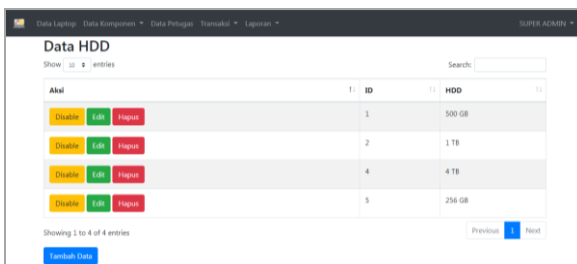 Data Laptop Data Komponen Data Petugas Transaksi Laporan SUPER ADMIN
Data HDD
Show 10 entries Search:
Aksi ID HDD
Disable Edit Hapus 1 500 GB
Disable Edit Hapus 2 1 TB
Disable Edit Hapus 4 4 TB
Disable Edit Hapus 5 256 GB
Showing 1 to 4 of 4 entries Previous 1 Next
Tambah Data